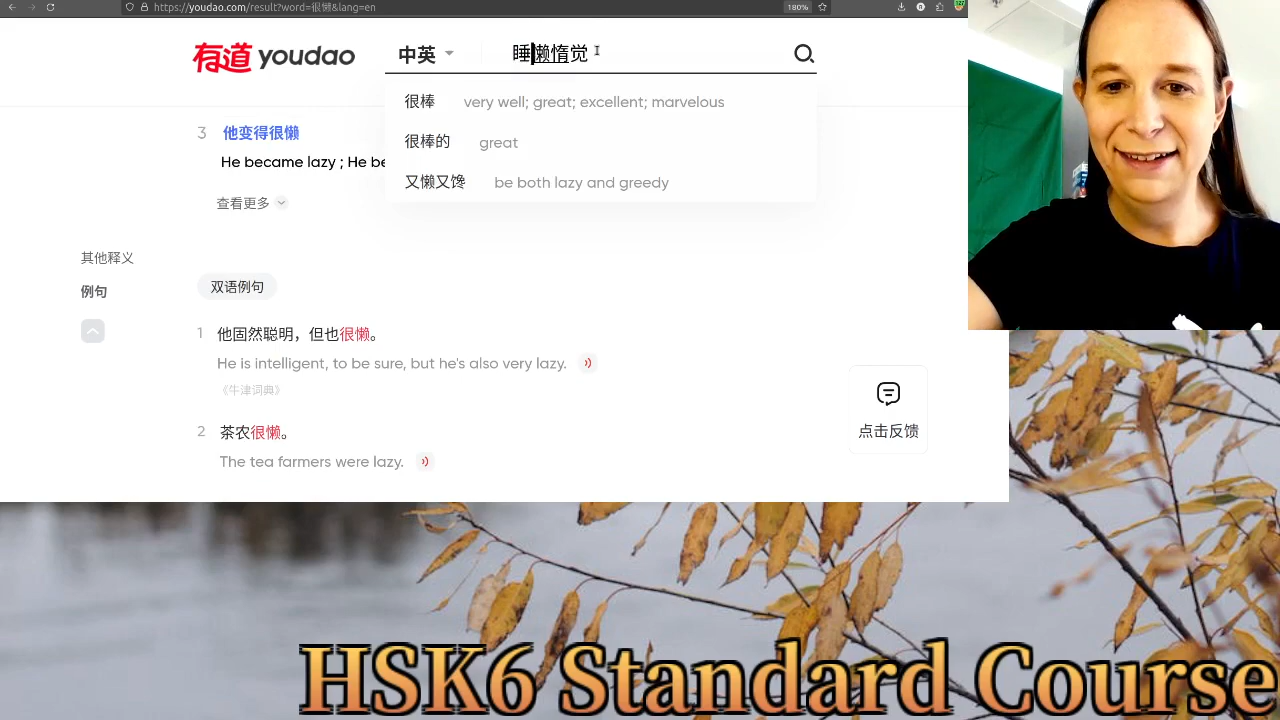 https://youdao.com/result?word=很懒&lang=en
180%
有道 youdao
中英
睡懒惰觉
很棒 very well; great; excellent; marvelous
很棒的 great
又懒又馋 be both lazy and greedy
3 他变得很懒
He became lazy ; He be
查看更多
其他释义
例句
双语例句
1 他固然聪明，但也很懒。
He is intelligent, to be sure, but he's also very lazy.
《牛津词典》
2 茶农很懒。
The tea farmers were lazy.
点击反馈
HSK6 Standard Course